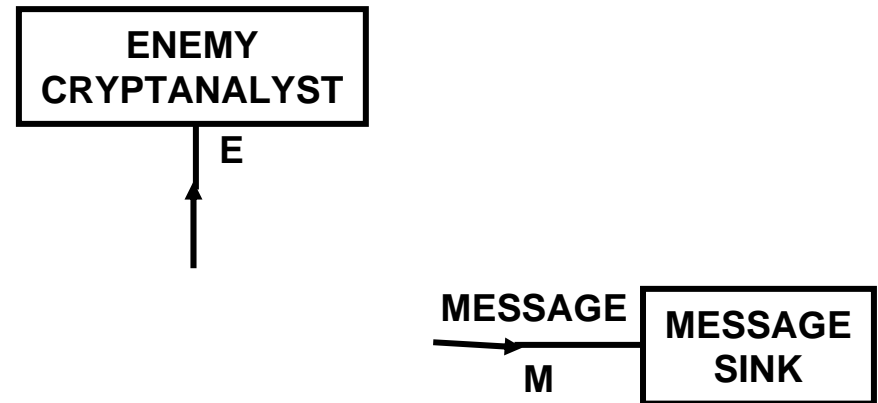 ENEMY
CRYPTANALYST
E
MESSAGE
M
MESSAGE
SINK